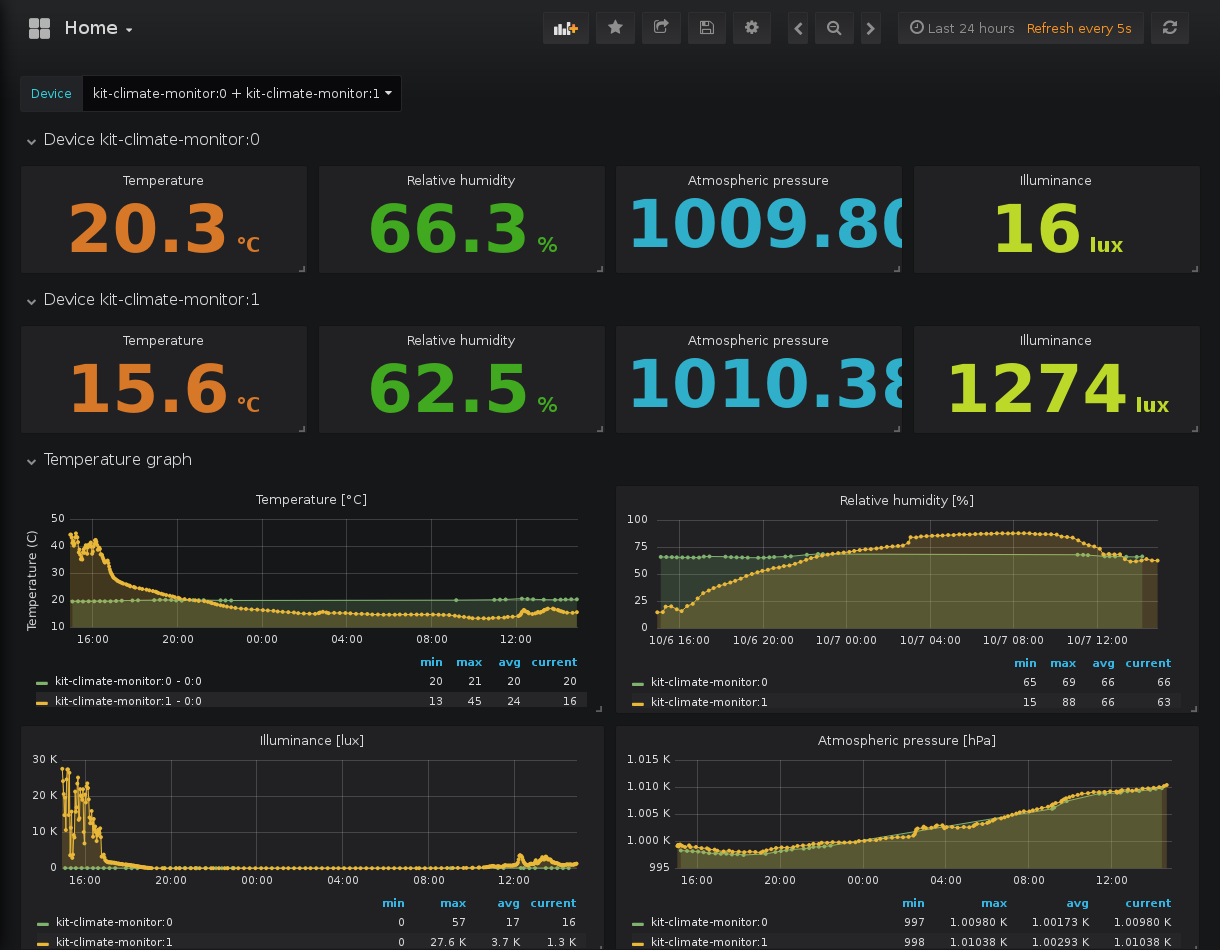 Home
Last 24 hours Refresh every 5s
Device kit-climate-monitor:0 + kit-climate-monitor:1
Device kit-climate-monitor:0
Temperature Relative humidity Atmospheric pressure Illuminance
20.3 °C 66.3 % 1009.80 16 lux
Device kit-climate-monitor:1
Temperature Relative humidity Atmospheric pressure Illuminance
15.6 °C 62.5 % 1010.38 1274 lux
Temperature graph
Temperature [°C]
Temperature (C)
50
40
30
20
10
16:00 20:00 00:00 04:00 08:00 12:00
min max avg current
kit-climate-monitor:0 - 0:0 20 21 20 20
kit-climate-monitor:1 - 0:0 13 45 24 16
Relative humidity [%]
100
75
50
25
0
10/6 16:00 10/6 20:00 10/7 00:00 10/7 04:00 10/7 08:00 10/7 12:00
min max avg current
kit-climate-monitor:0 65 69 66 66
kit-climate-monitor:1 15 88 66 63
Illuminance [lux]
30 K
20 K
10 K
0
16:00 20:00 00:00 04:00 08:00 12:00
min max avg current
kit-climate-monitor:0 0 57 17 16
kit-climate-monitor:1 0 27.6 K 3.7 K 1.3 K
Atmospheric pressure [hPa]
1.015 K
1.010 K
1.005 K
1.000 K
995
16:00 20:00 00:00 04:00 08:00 12:00
min max avg current
kit-climate-monitor:0 997 1.00980 K 1.00173 K 1.00980 K
kit-climate-monitor:1 998 1.01038 K 1.00293 K 1.01038 K